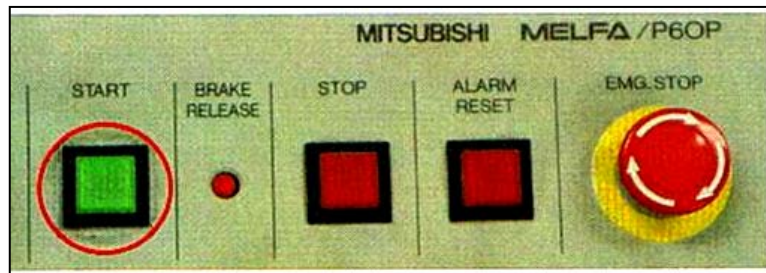 MITSUBISHI MELFA/P6OP
START
BRAKE
RELEASE
STOP
ALARM
RESET
EMG.STOP